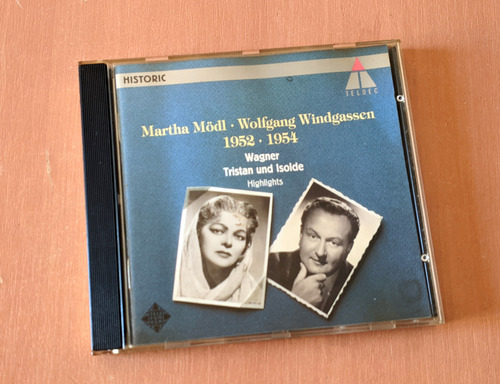 HISTORIC
TELDEC
Martha Mödl · Wolfgang Windgassen
1952 · 1954
Wagner
Tristan und Isolde
Highlights